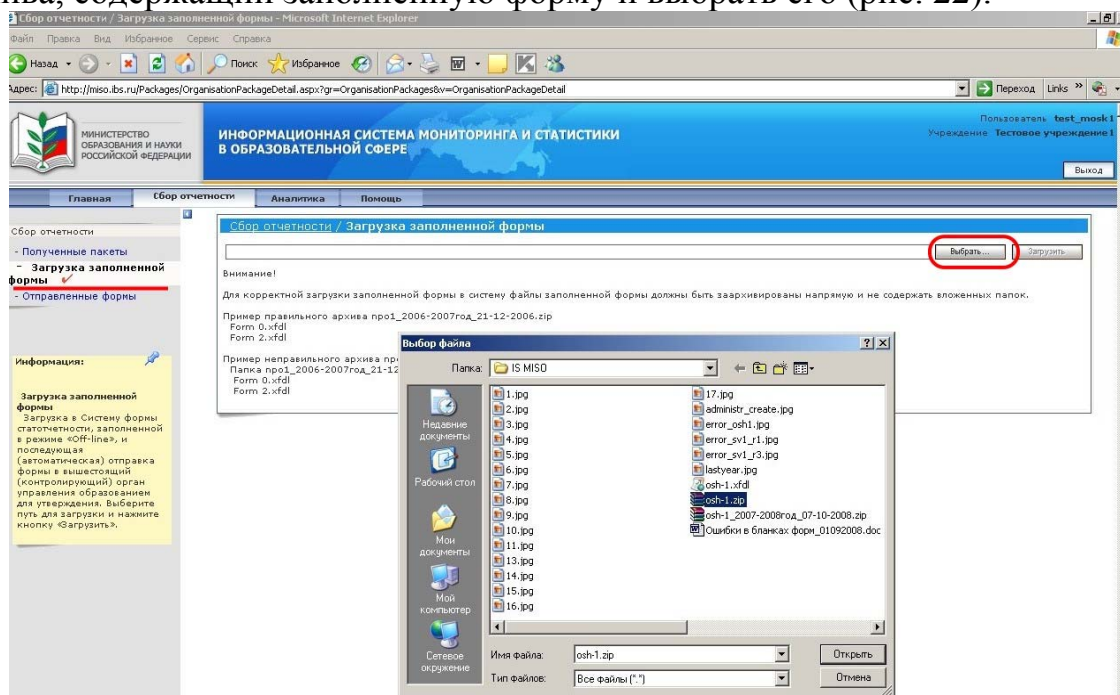 ива, содержащий заполненную форму и выбрать его (рис. 22).
Сбор отчетности / Загрузка заполненной формы - Microsoft Internet Explorer
Файл Правка Вид Избранное Сервис Справка
Назад Поиск Избранное
Адрес: http://miso.ibs.ru/Packages/OrganisationPackageDetail.aspx?gr=OrganisationPackages&v=OrganisationPackageDetail Переход Links »
МИНИСТЕРСТВО
ОБРАЗОВАНИЯ И НАУКИ
РОССИЙСКОЙ ФЕДЕРАЦИИ
ИНФОРМАЦИОННАЯ СИСТЕМА МОНИТОРИНГА И СТАТИСТИКИ
В ОБРАЗОВАТЕЛЬНОЙ СФЕРЕ
Пользователь test_mosk1
Учреждение Тестовое учреждение1
Выход
Главная Сбор отчетности Аналитика Помощь
Сбор отчетности
- Полученные пакеты
- Загрузка заполненной
формы
- Отправленные формы
Информация:
Загрузка заполненной
формы
Загрузка в Систему формы
статотчетности, заполненной
в режиме «Off-line», и
последующая
(автоматическая) отправка
формы в вышестоящий
(контролирующий) орган
управления образованием
для утверждения. Выберите
путь для загрузки и нажмите
кнопку «Загрузить».
Сбор отчетности / Загрузка заполненной формы
Выбрать... Загрузить
Внимание!
Для корректной загрузки заполненной формы в систему файлы заполненной формы должны быть заархивированы напрямую и не содержать вложенных папок.
Пример правильного архива npo1_2006-2007год_21-12-2006.zip
Form 0.xfdl
Form 2.xfdl
Пример неправильного архива np
Папка npo1_2006-2007год_21-12
Form 0.xfdl
Form 2.xfdl
Выбор файла
Папка: IS MISO
Недавние
документы
Рабочий стол
Мои
документы
Мой
компьютер
Сетевое
окружение
1.jpg
2.jpg
3.jpg
4.jpg
5.jpg
6.jpg
7.jpg
8.jpg
9.jpg
10.jpg
11.jpg
13.jpg
14.jpg
15.jpg
16.jpg
17.jpg
administr_create.jpg
error_osh1.jpg
error_sv1_r1.jpg
error_sv1_r3.jpg
lastyear.jpg
osh-1.xfdl
osh-1.zip
osh-1_2007-2008год_07-10-2008.zip
Ошибки в бланках форм_01092008.doc
Имя файла: osh-1.zip Открыть
Тип файлов: Все файлы (*.*) Отмена